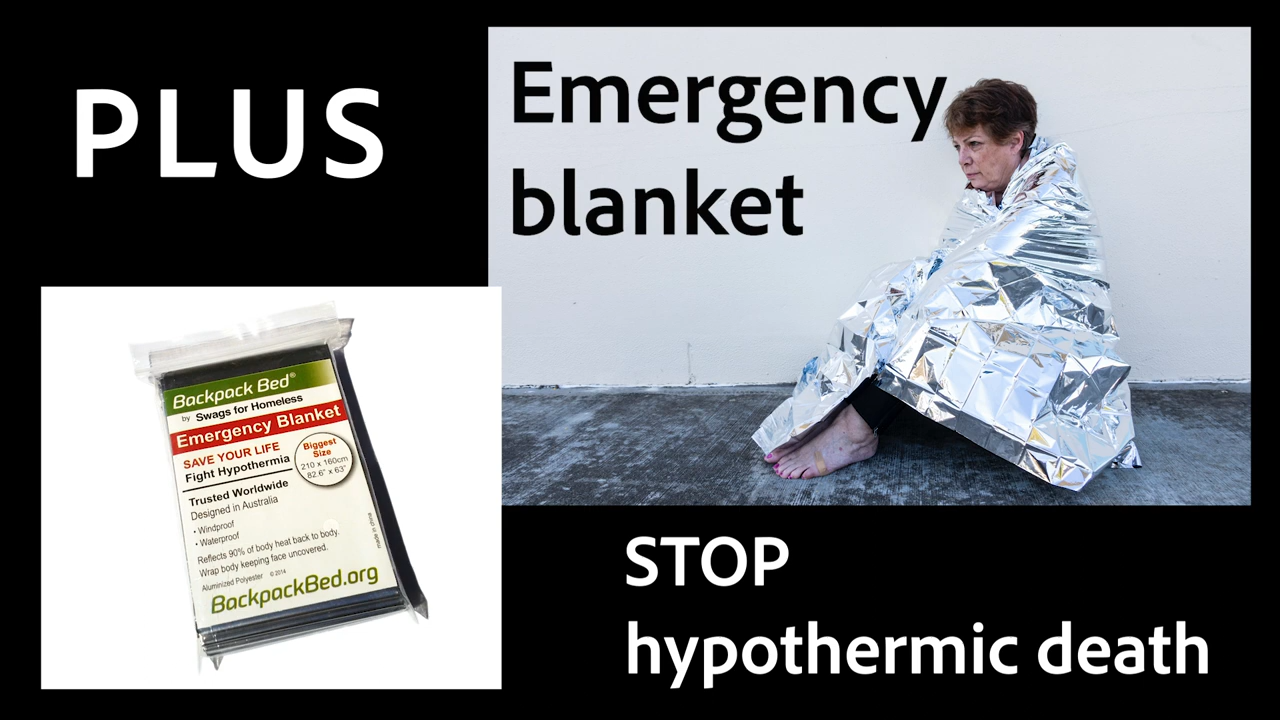 PLUS
Emergency
blanket
Backpack Bed®
by Swags for Homeless
Emergency Blanket
SAVE YOUR LIFE
Fight Hypothermia
Biggest
Size
210 x 160cm
82.6" x 63"
Trusted Worldwide
Designed in Australia
• Windproof
• Waterproof
Reflects 90% of body heat back to body.
Wrap body keeping face uncovered.
Aluminized Polyester © 2014
made in china
BackpackBed.org
STOP
hypothermic death